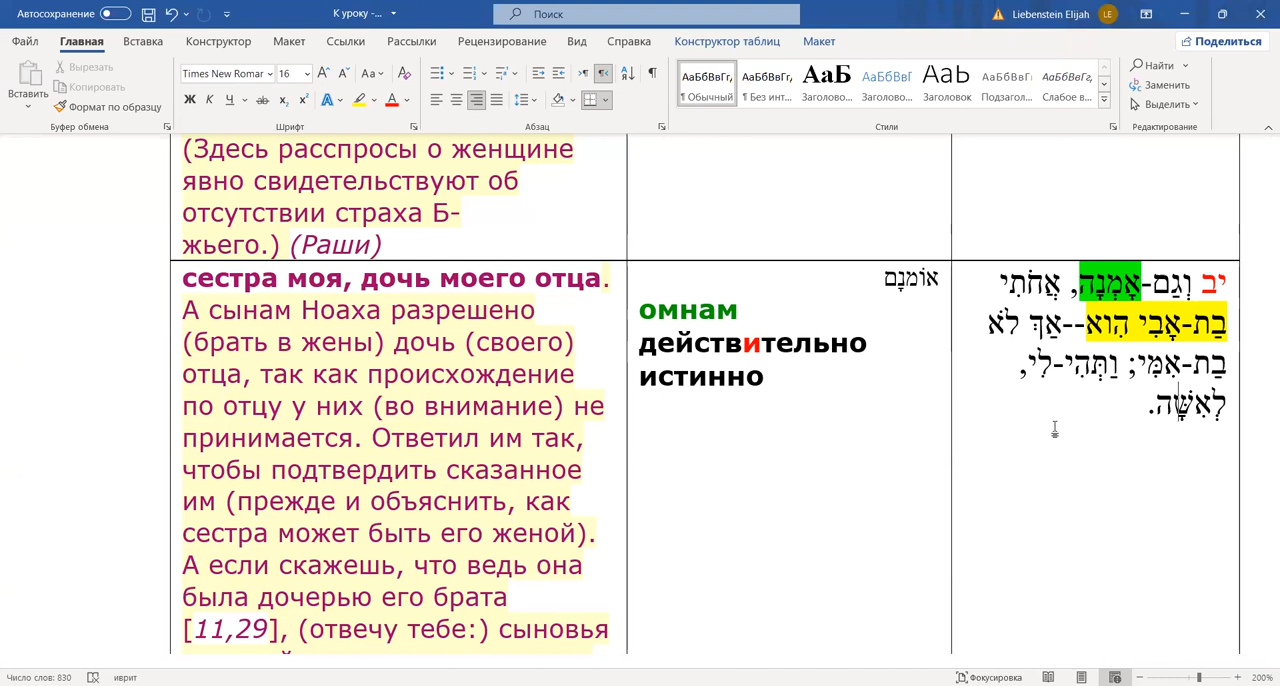 Автосохранение К уроку -... Поиск Liebenstein Elijah LE
Файл Главная Вставка Конструктор Макет Ссылки Рассылки Рецензирование Вид Справка Конструктор таблиц Макет Поделиться
Вставить
Вырезать
Копировать
Формат по образцу
Буфер обмена
Times New Romar 16
Ж К Ч
Шрифт
Абзац
АаБбВвГг, АаБбВвГг, АаБ АаБбВвГ АаЬ АаБбВвГг АаБбВвГг,
¶ Обычный ¶ Без инт... Заголово... Заголово... Заголовок Подзагол... Слабое в...
Стили
Найти
Заменить
Выделить
Редактирование
(Здесь расспросы о женщине
явно свидетельствуют об
отсутствии страха Б-
жьего.) (Раши)
сестра моя, дочь моего отца.
А сынам Ноаха разрешено
(брать в жены) дочь (своего)
отца, так как происхождение
по отцу у них (во внимание) не
принимается. Ответил им так,
чтобы подтвердить сказанное
им (прежде и объяснить, как
сестра может быть его женой).
А если скажешь, что ведь она
была дочерью его брата
[11,29], (отвечу тебе:) сыновья
אוֹמנָם
омнам
действительно
истинно
יב וְגַם-אָמְנָה, אֲחֹתִי
בַת-אָבִי הִוא--אַךְ לֹא
בַת-אִמִּי; וַתְּהִי-לִי,
לְאִשָּׁה.
Число слов: 830 иврит Фокусировка 200%